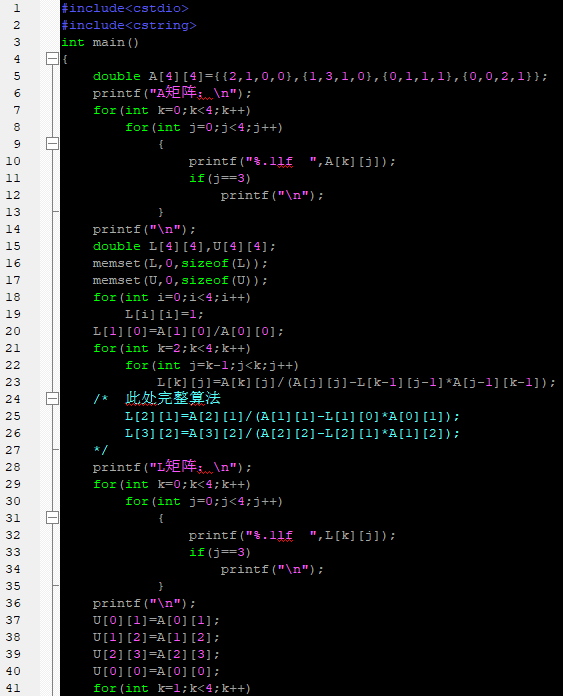 1 #include<cstdio>
2 #include<cstring>
3 int main()
4 {
5     double A[4][4]={{2,1,0,0},{1,3,1,0},{0,1,1,1},{0,0,2,1}};
6     printf("A矩阵：\n");
7     for(int k=0;k<4;k++)
8         for(int j=0;j<4;j++)
9             {
10                 printf("%.1lf  ",A[k][j]);
11                 if(j==3)
12                     printf("\n");
13             }
14     printf("\n");
15     double L[4][4],U[4][4];
16     memset(L,0,sizeof(L));
17     memset(U,0,sizeof(U));
18     for(int i=0;i<4;i++)
19         L[i][i]=1;
20     L[1][0]=A[1][0]/A[0][0];
21     for(int k=2;k<4;k++)
22         for(int j=k-1;j<k;j++)
23             L[k][j]=A[k][j]/(A[j][j]-L[k-1][j-1]*A[j-1][k-1]);
24     /*  此处完整算法
25         L[2][1]=A[2][1]/(A[1][1]-L[1][0]*A[0][1]);
26         L[3][2]=A[3][2]/(A[2][2]-L[2][1]*A[1][2]);
27     */
28     printf("L矩阵：\n");
29     for(int k=0;k<4;k++)
30         for(int j=0;j<4;j++)
31             {
32                 printf("%.1lf  ",L[k][j]);
33                 if(j==3)
34                     printf("\n");
35             }
36     printf("\n");
37     U[0][1]=A[0][1];
38     U[1][2]=A[1][2];
39     U[2][3]=A[2][3];
40     U[0][0]=A[0][0];
41     for(int k=1;k<4;k++)